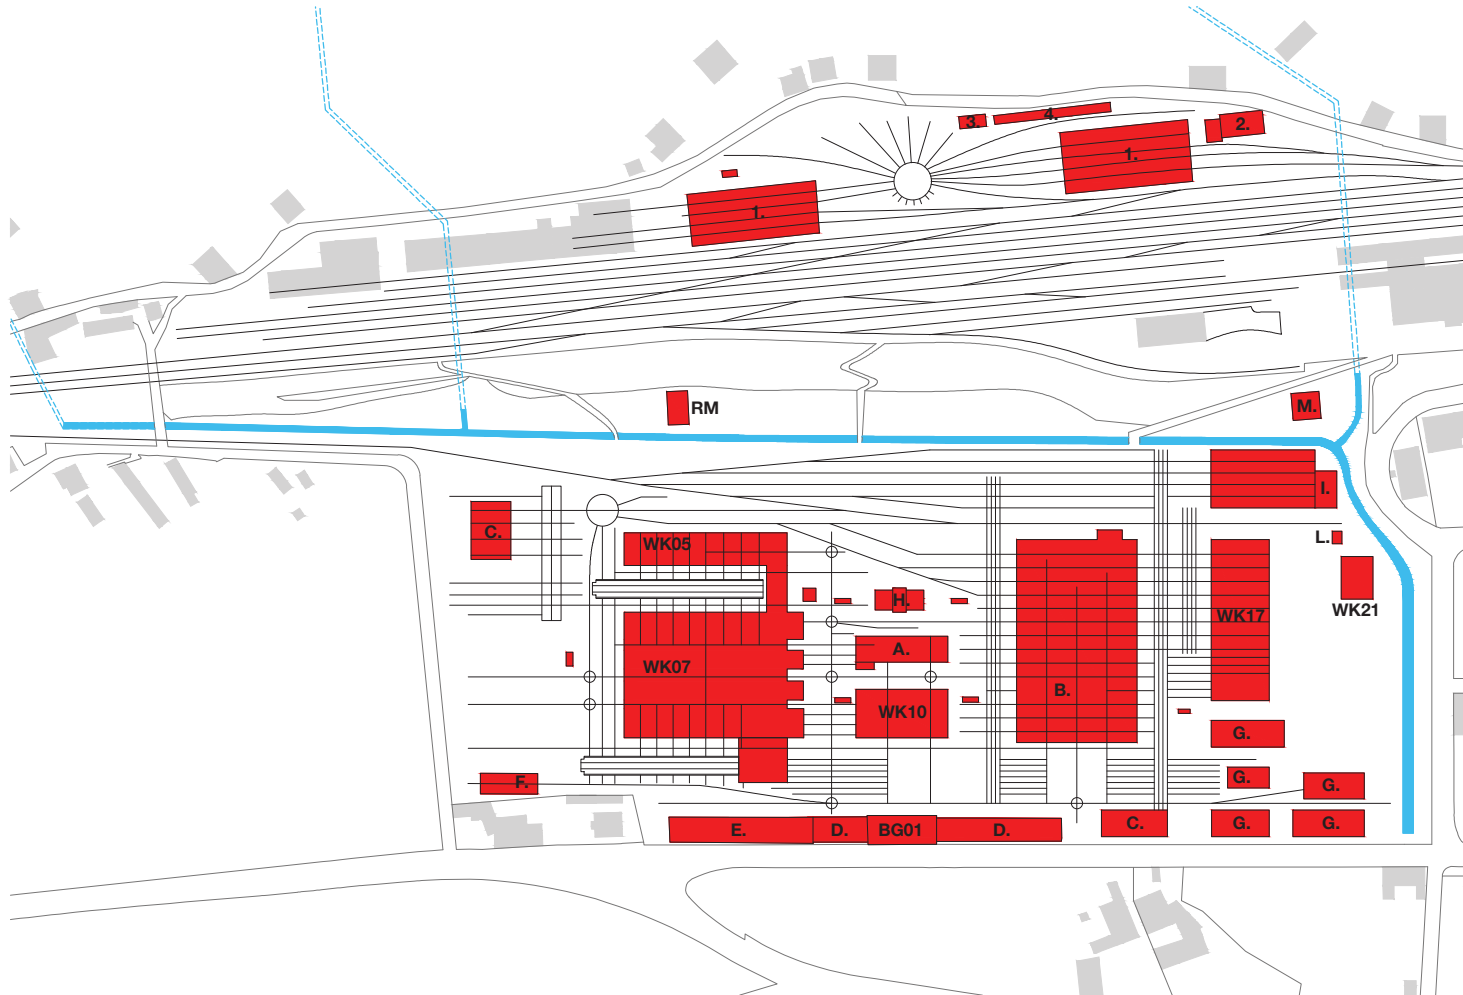 3.
4.
2.
1.
1.
RM
M.
I.
C.
L.
WK05
H.
WK21
WK17
A.
WK07
B.
WK10
G.
G.
F.
G.
E.
D.
BG01
D.
C.
G.
G.